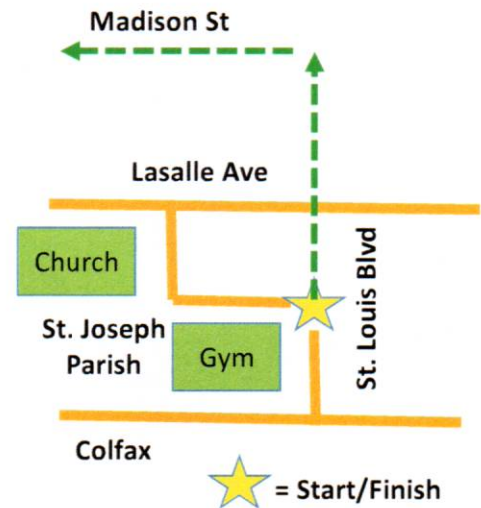 Madison St
Lasalle Ave
Church
St. Louis Blvd
St. Joseph
Parish
Gym
Colfax
= Start/Finish